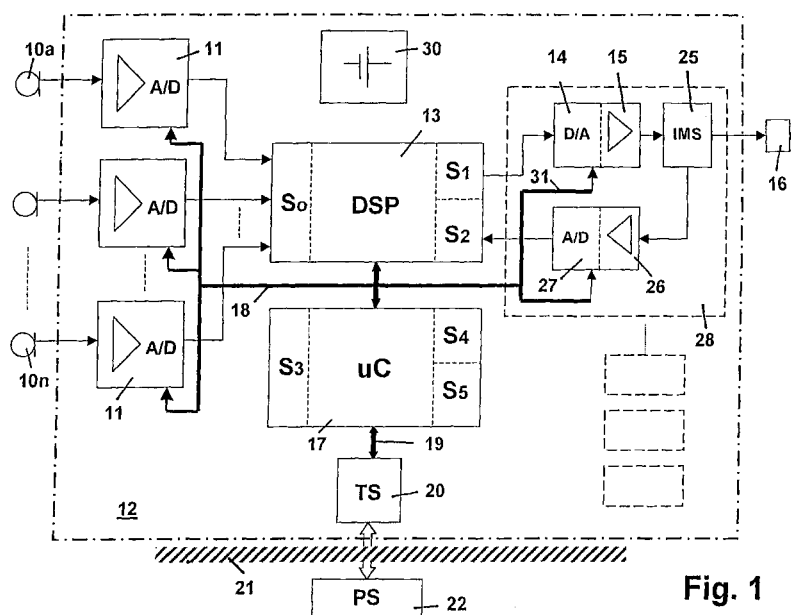 10a
11
A/D
30
14
15
25
D/A
IMS
16
13
S0
DSP
S1
S2
31
A/D
A/D
27
26
28
18
10n
A/D
11
S3
uC
S4
S5
17
19
TS
20
12
21
PS
22
Fig. 1